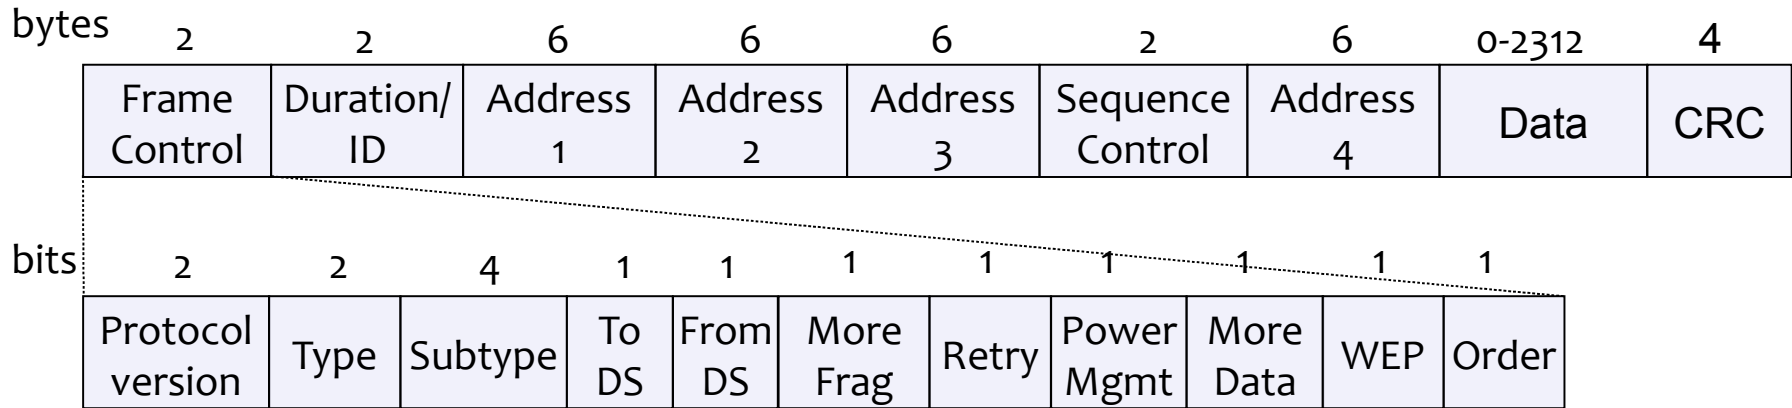 bytes 2 2 6 6 6 2 6 0-2312 4
Frame Control Duration/ ID Address 1 Address 2 Address 3 Sequence Control Address 4 Data CRC
bits 2 2 4 1 1 1 1 1 1 1 1
Protocol version Type Subtype To DS From DS More Frag Retry Power Mgmt More Data WEP Order